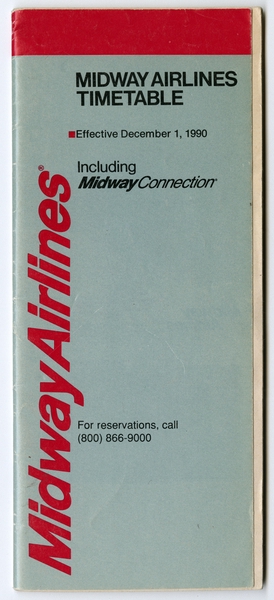 MIDWAY AIRLINES
TIMETABLE
■Effective December 1, 1990
Including
MidwayConnection®
MidwayAirlines®
For reservations, call
(800) 866-9000